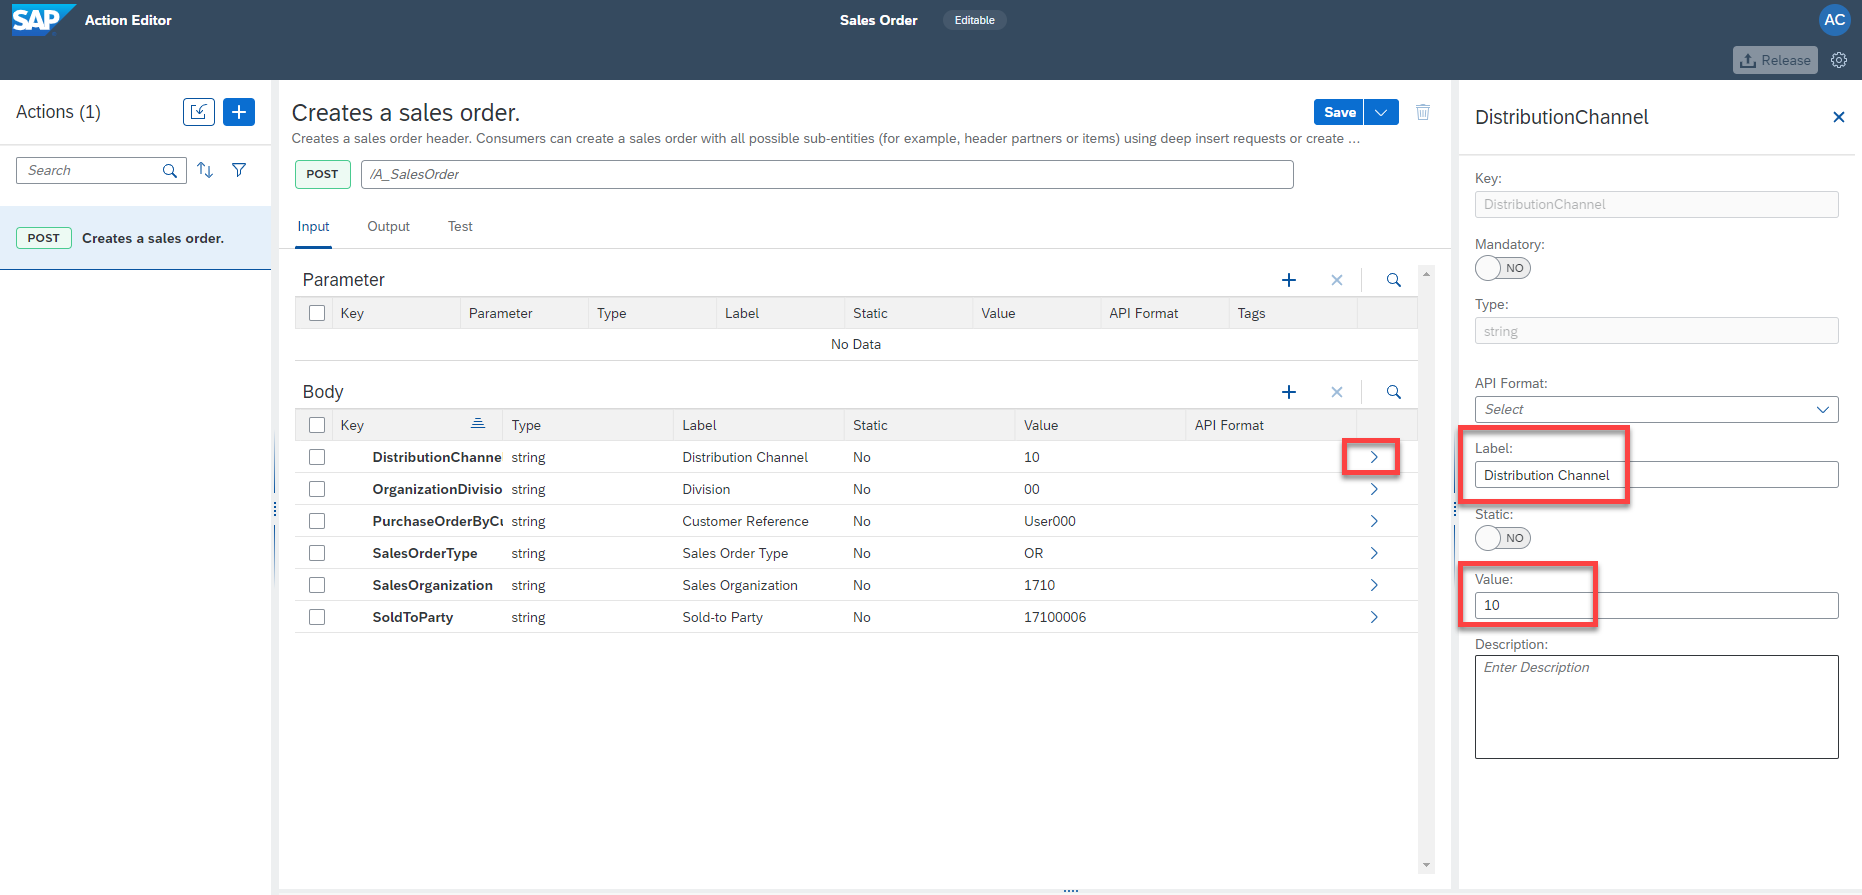 SAP Action Editor
Sales Order Editable
AC
Release
Actions (1)
Search
POST Creates a sales order.
Creates a sales order.
Save
Creates a sales order header. Consumers can create a sales order with all possible sub-entities (for example, header partners or items) using deep insert requests or create ...
POST /A_SalesOrder
Input Output Test
Parameter
Key Parameter Type Label Static Value API Format Tags
No Data
Body
Key Type Label Static Value API Format
DistributionChanne string Distribution Channel No 10
OrganizationDivisio string Division No 00
PurchaseOrderByCu string Customer Reference No User000
SalesOrderType string Sales Order Type No OR
SalesOrganization string Sales Organization No 1710
SoldToParty string Sold-to Party No 17100006
DistributionChannel
Key:
DistributionChannel
Mandatory:
NO
Type:
string
API Format:
Select
Label:
Distribution Channel
Static:
NO
Value:
10
Description:
Enter Description